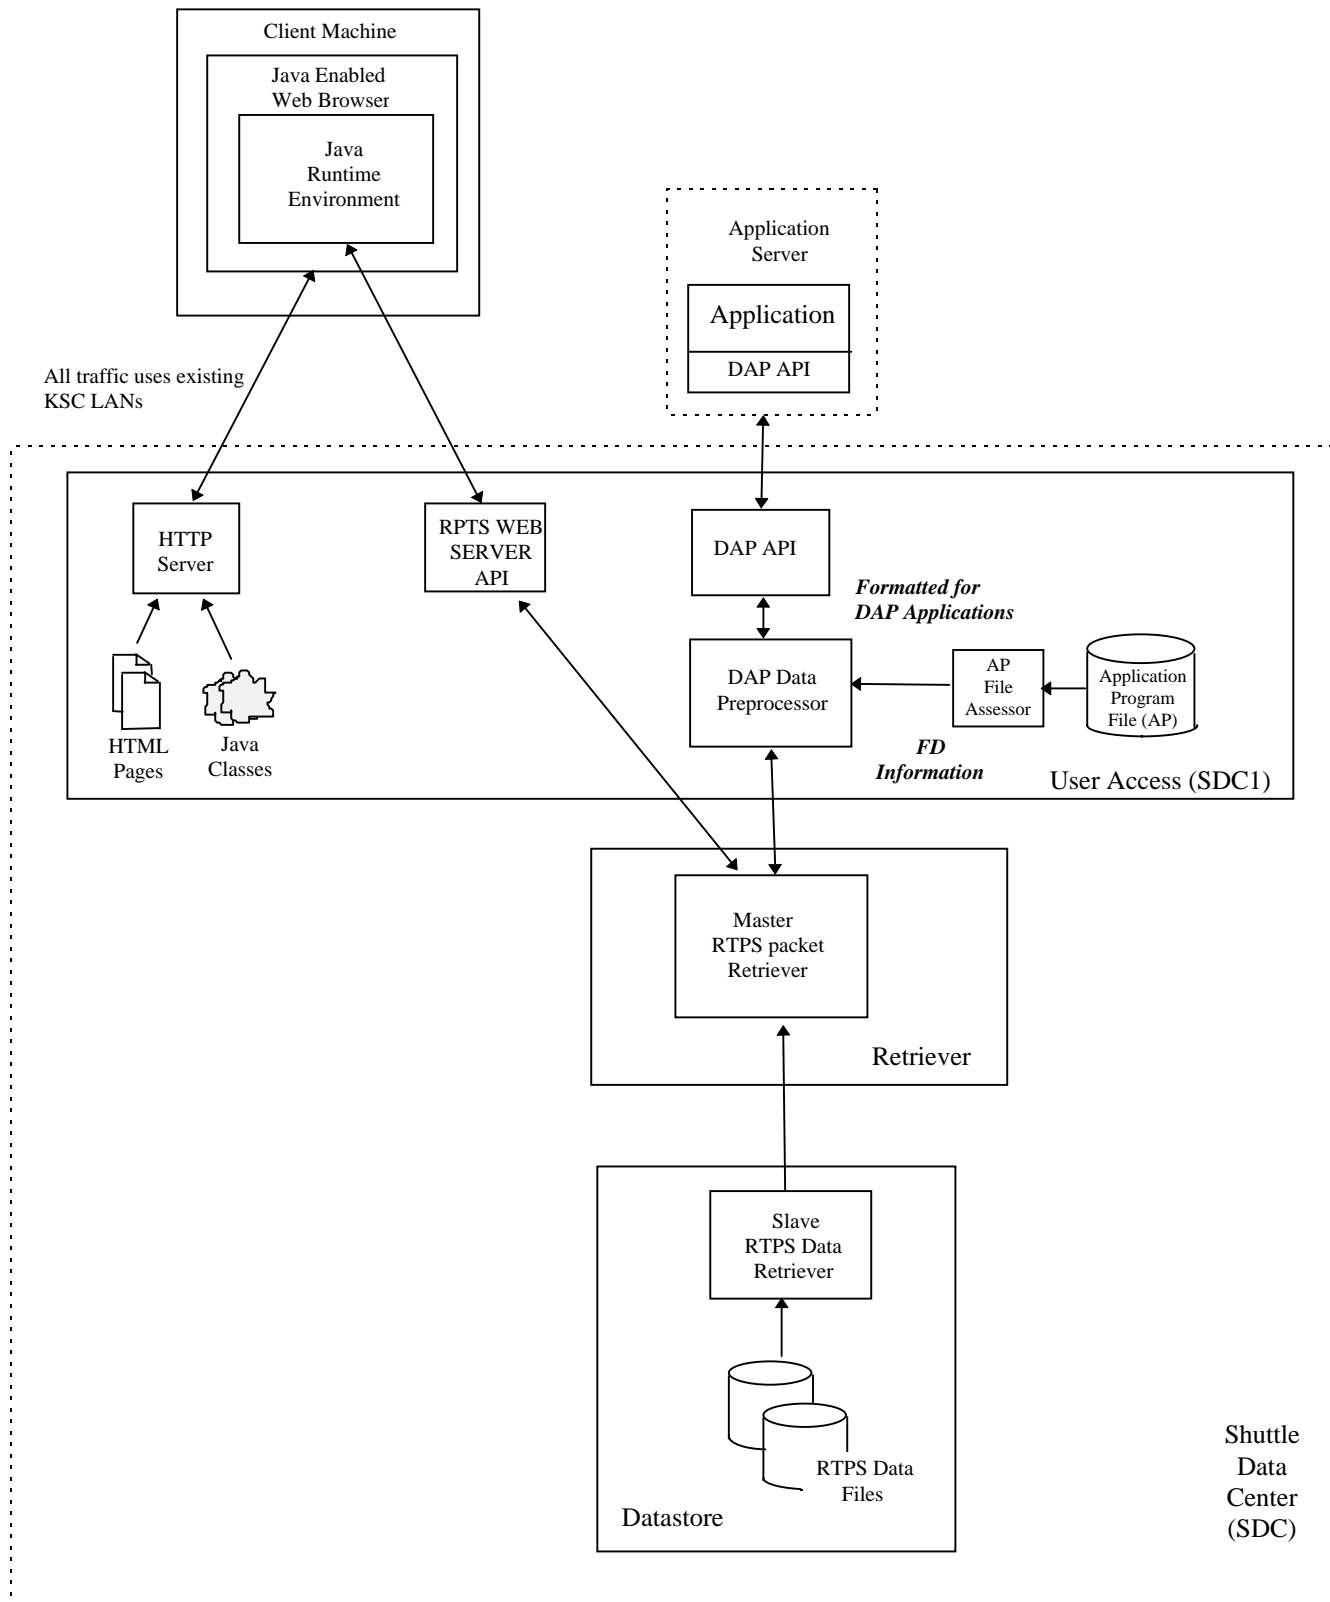 Client Machine
Java Enabled
Web Browser
Java
Runtime
Environment
Application
Server
Application
DAP API
All traffic uses existing
KSC LANs
HTTP
Server
RPTS WEB
SERVER
API
DAP API
Formatted for
DAP Applications
DAP Data
Preprocessor
AP
File
Assessor
Application
Program
File (AP)
HTML
Pages
Java
Classes
FD
Information
User Access (SDC1)
Master
RTPS packet
Retriever
Retriever
Slave
RTPS Data
Retriever
RTPS Data
Files
Datastore
Shuttle
Data
Center
(SDC)